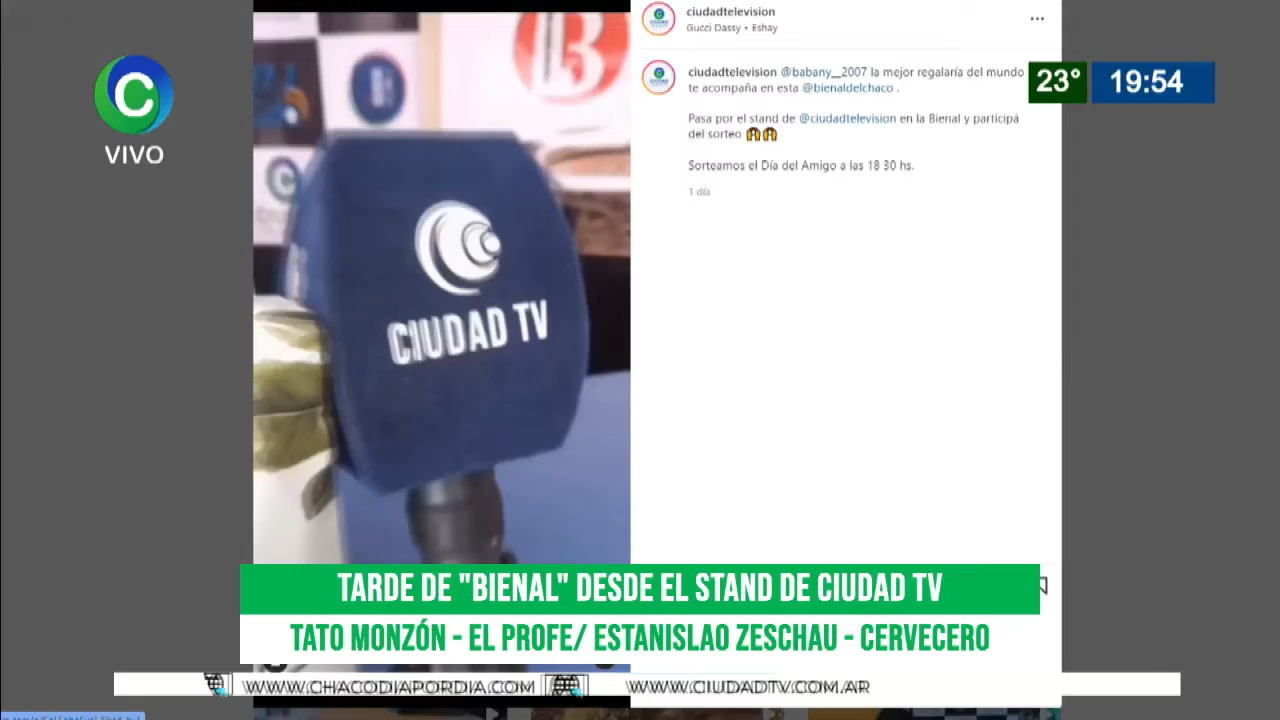 ciudadtelevision
Gucci Dassy • Eshay
ciudadtelevision @babany__2007 la mejor regalaría del mundo
te acompaña en esta @bienaldelchaco .
Pasa por el stand de @ciudadtelevision en la Bienal y participá
del sorteo
Sorteamos el Día del Amigo a las 18 30 hs.
1 día
23°
19:54
C
VIVO
CIUDAD TV
TARDE DE "BIENAL" DESDE EL STAND DE CIUDAD TV
TATO MONZÓN - EL PROFE/ ESTANISLAO ZESCHAU - CERVECERO
WWW.CHACODIAPORDIA.COM
WWW.CIUDADTV.COM.AR